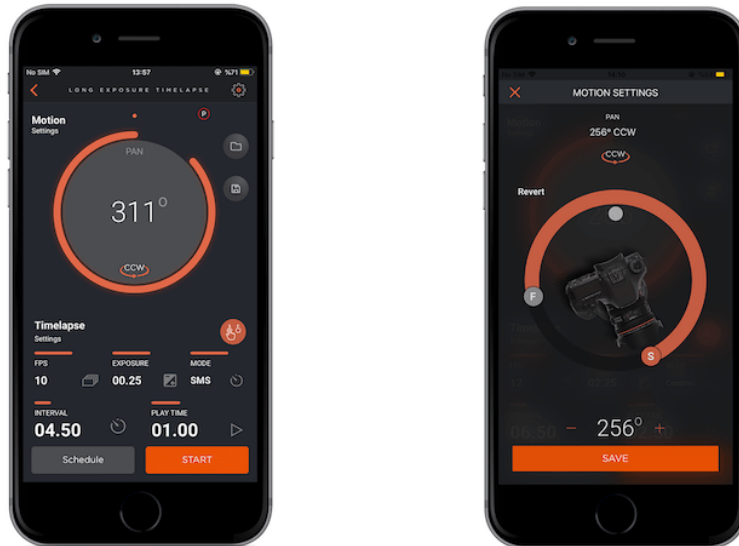 No SIM 13:57 %71
LONG EXPOSURE TIMELAPSE
Motion
Settings
P
PAN
311°
CCW
Timelapse
Settings
FPS EXPOSURE MODE
10 00.25 SMS
INTERVAL PLAY TIME
04.50 01.00
Schedule START
MOTION SETTINGS
PAN
256° CCW
CCW
Revert
F
S
− 256° +
SAVE